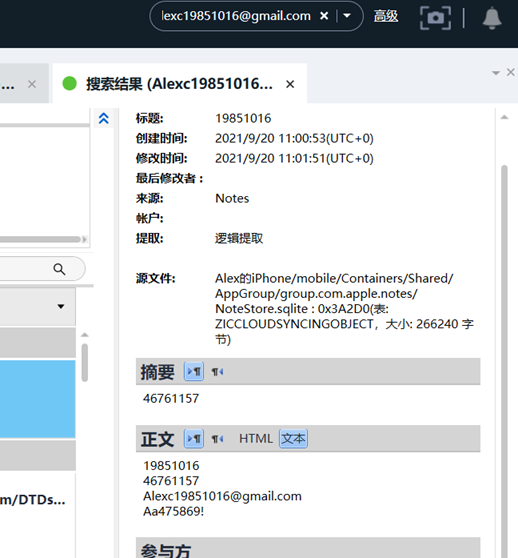 lexc19851016@gmail.com × 高级
... × 搜索结果 (Alexc19851016... ×
标题: 19851016
创建时间: 2021/9/20 11:00:53(UTC+0)
修改时间: 2021/9/20 11:01:51(UTC+0)
最后修改者 :
来源: Notes
帐户:
提取: 逻辑提取
源文件: Alex的iPhone/mobile/Containers/Shared/
AppGroup/group.com.apple.notes/
NoteStore.sqlite : 0x3A2D0(表:
ZICCLOUDSYNCINGOBJECT，大小: 266240 字
节)
摘要
46761157
正文 HTML 文本
19851016
46761157
Alexc19851016@gmail.com
Aa475869!
m/DTDs...
参与方